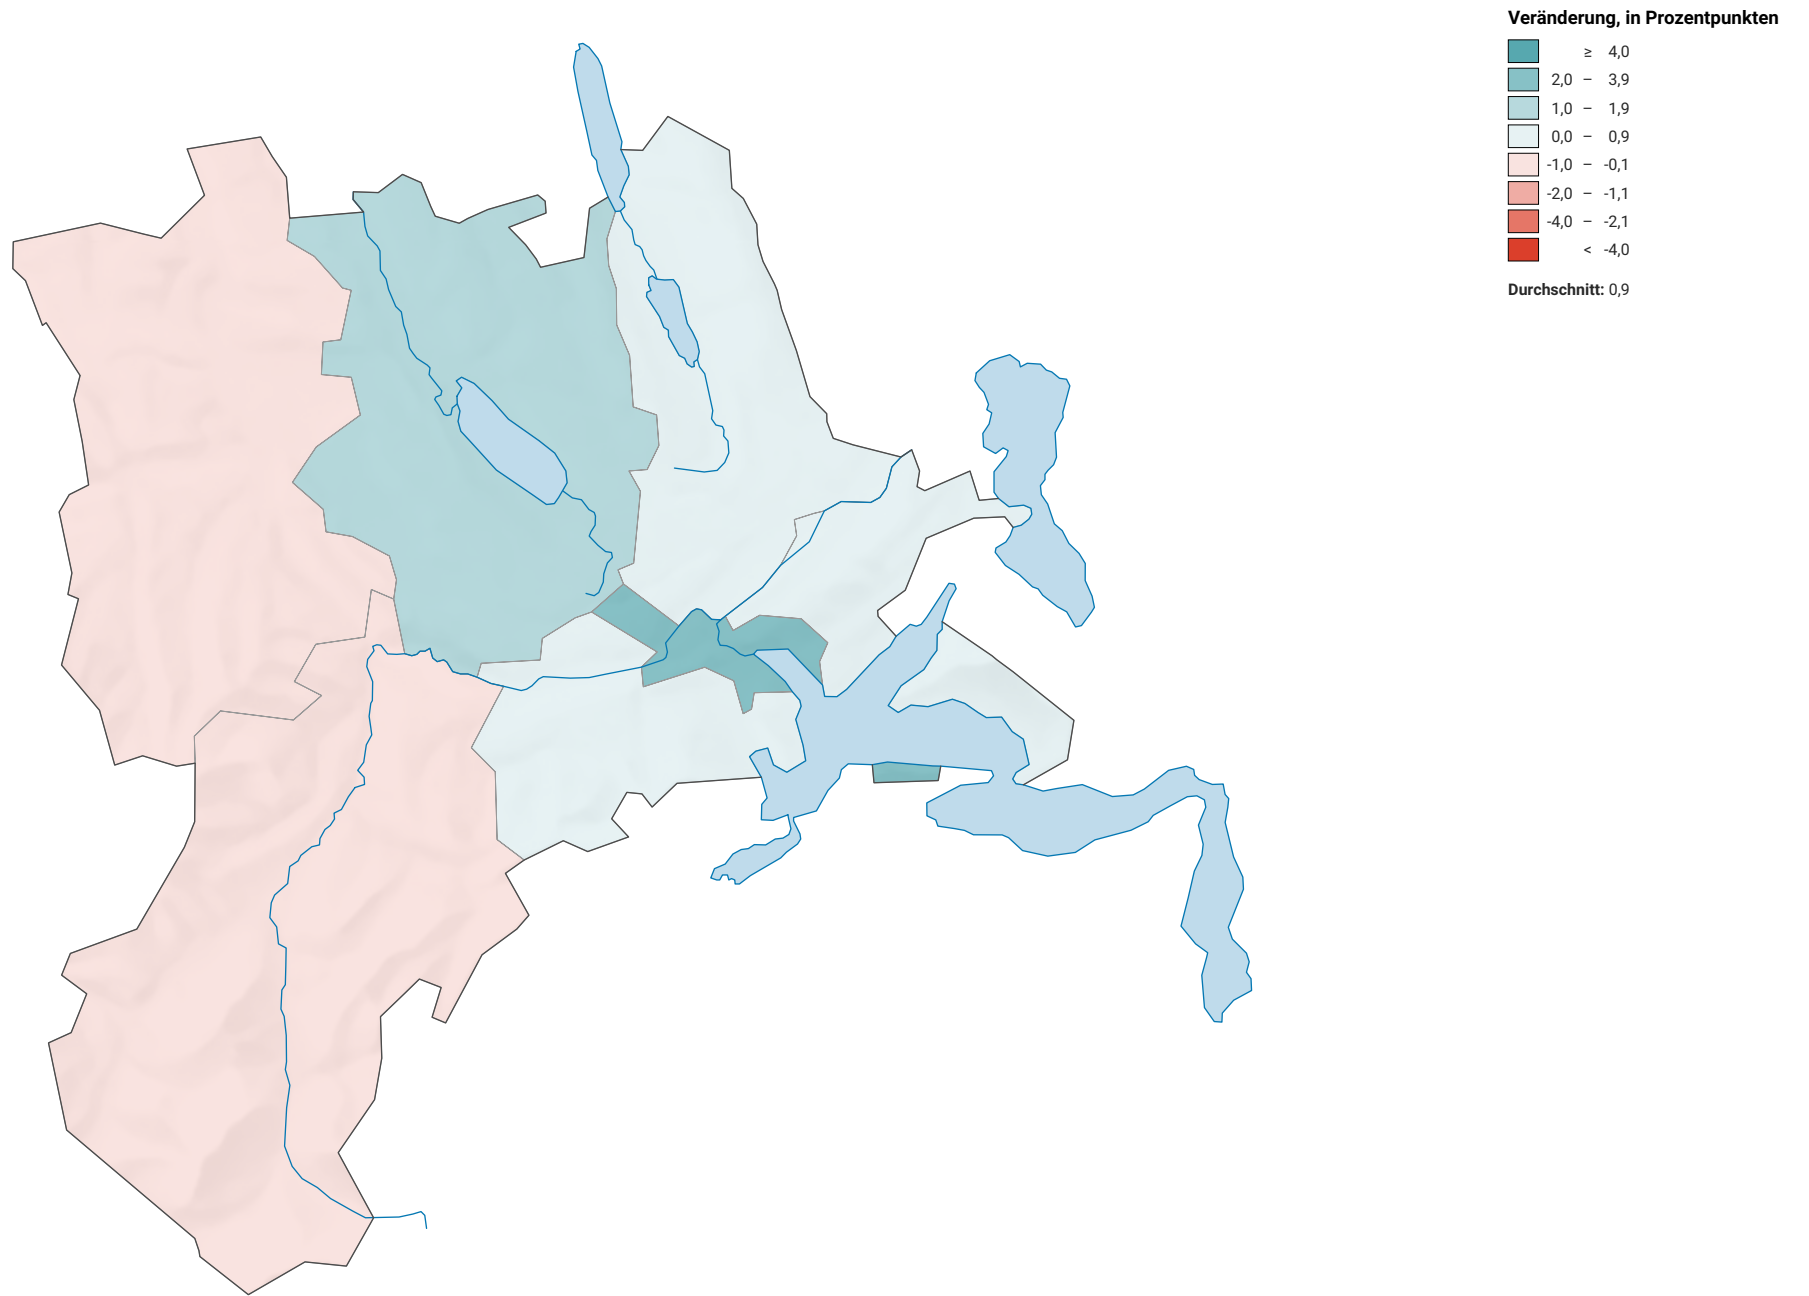 Veränderung, in Prozentpunkten
≥ 4,0
2,0 – 3,9
1,0 – 1,9
0,0 – 0,9
-1,0 – -0,1
-2,0 – -1,1
-4,0 – -2,1
< -4,0
Durchschnitt: 0,9